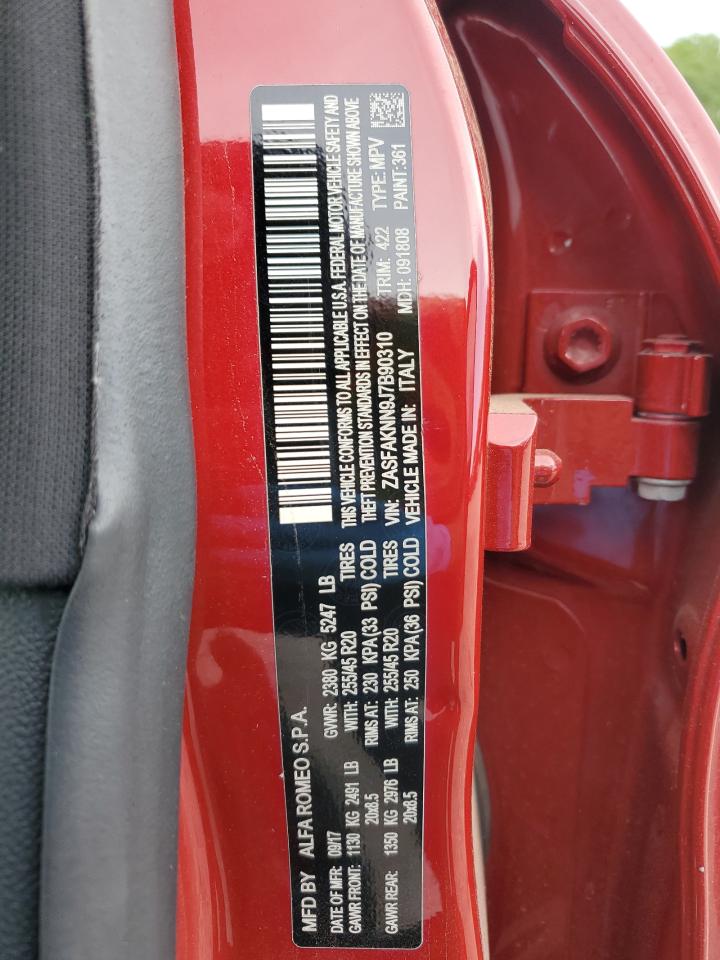 MFD BY ALFA ROMEO S.P.A.
DATE OF MFR: 09/17 GVWR: 2380 KG 5247 LB
GAWR FRONT: 1130 KG 2491 LB WITH: 255/45 R20 TIRES
20x8.5 RIMS AT: 230 KPA(33 PSI) COLD
GAWR REAR: 1350 KG 2976 LB WITH: 255/45 R20 TIRES
20x8.5 RIMS AT: 250 KPA(36 PSI) COLD
THIS VEHICLE CONFORMS TO ALL APPLICABLE U.S.A. FEDERAL MOTOR VEHICLE SAFETY AND
THEFT PREVENTION STANDARDS IN EFFECT ON THE DATE OF MANUFACTURE SHOWN ABOVE
VIN: ZASFAKNN9J7B90310 TRIM: 422 TYPE: MPV
VEHICLE MADE IN: ITALY MDH: 091808 PAINT: 361